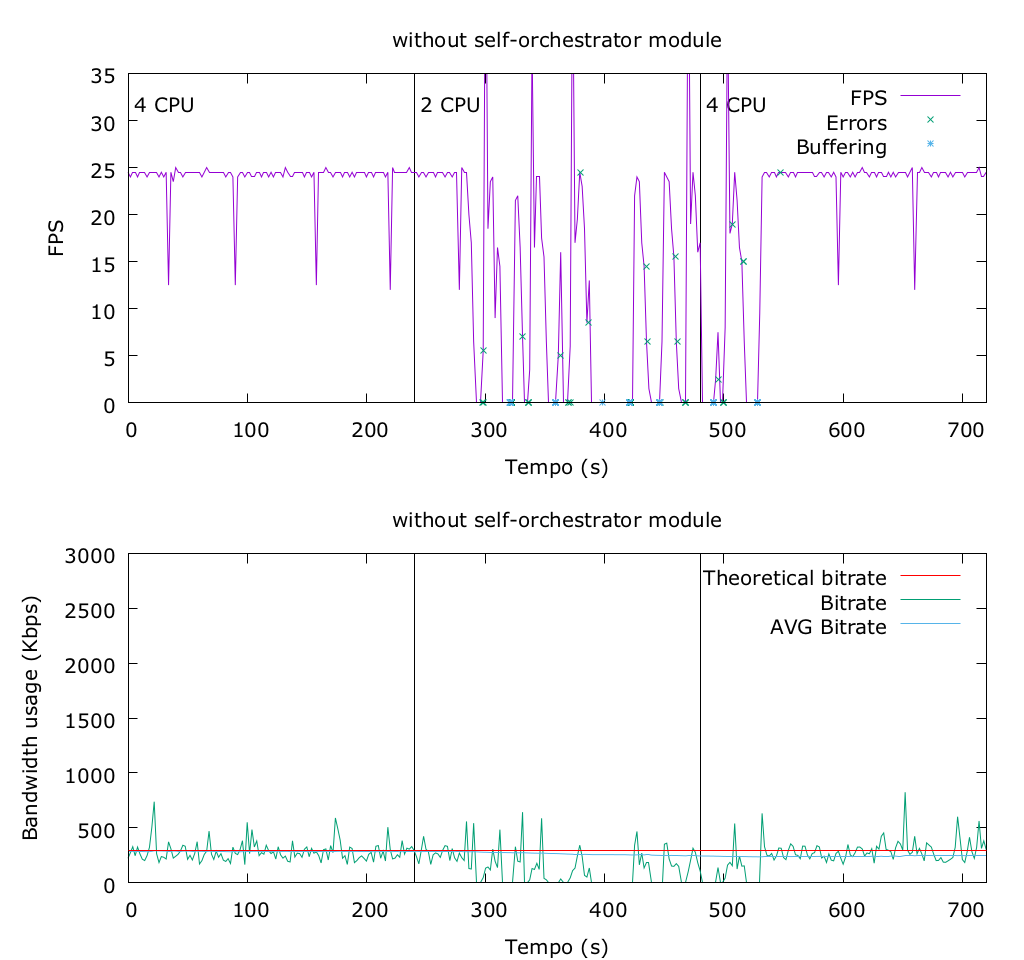 without self-orchestrator module
35
30
25
20
15
10
5
0
FPS
4 CPU
2 CPU
4 CPU
FPS
Errors
Buffering
0 100 200 300 400 500 600 700
Tempo (s)
without self-orchestrator module
3000
2500
2000
1500
1000
500
0
Bandwidth usage (Kbps)
Theoretical bitrate
Bitrate
AVG Bitrate
0 100 200 300 400 500 600 700
Tempo (s)